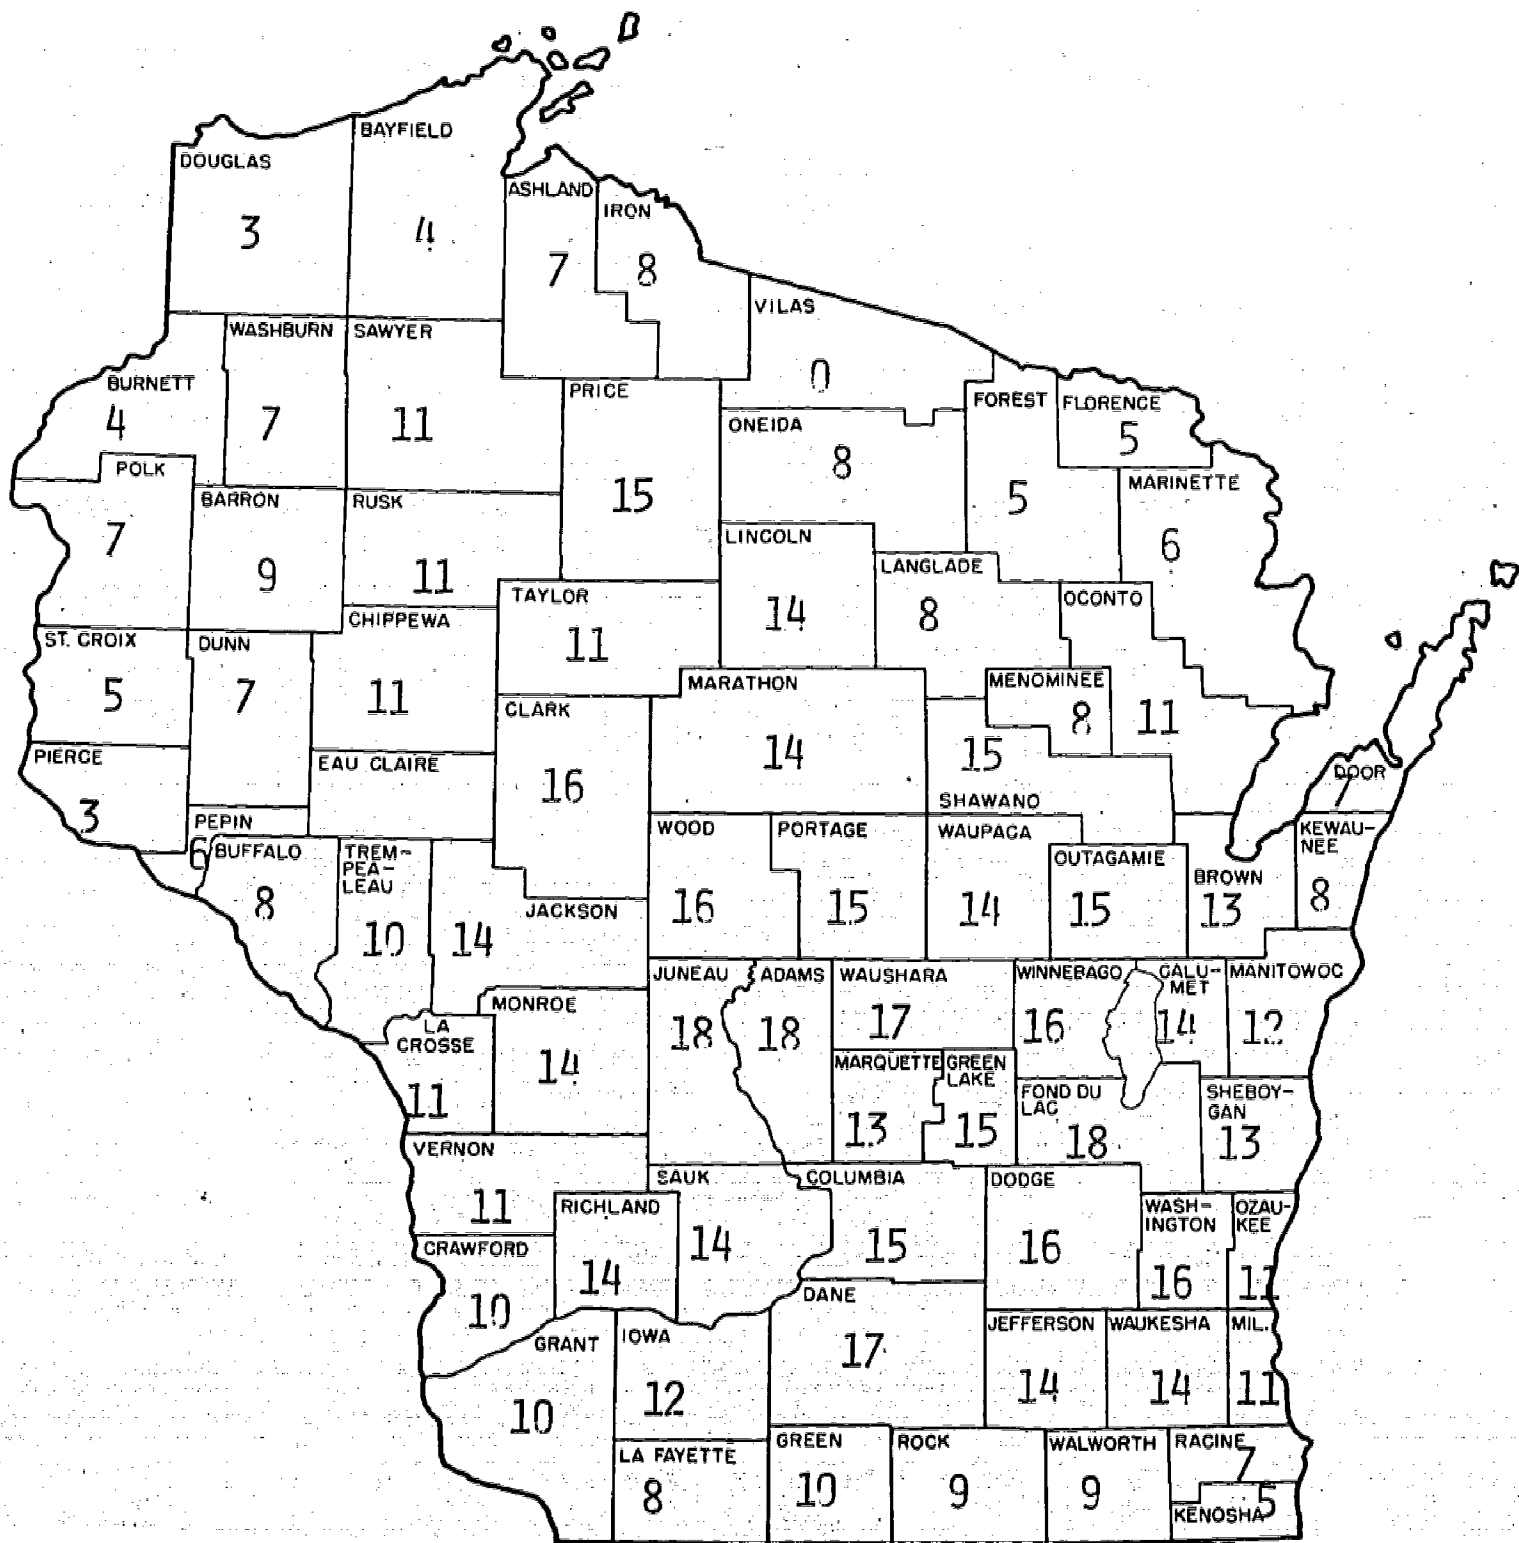 BAYFIELD
4
DOUGLAS
3
ASHLAND
7
IRON
8
VILAS
0
WASHBURN
7
SAWYER
11
BURNETT
4
PRICE
15
ONEIDA
8
FOREST
5
FLORENCE
5
MARINETTE
6
POLK
7
BARRON
9
RUSK
11
LINCOLN
14
LANGLADE
8
TAYLOR
11
OCONTO
11
CHIPPEWA
11
ST. CROIX
5
DUNN
7
MARATHON
14
MENOMINEE
8
CLARK
16
15
SHAWANO
PIERCE
3
EAU CLAIRE
DOOR
7
PEPIN
6
BUFFALO
8
TREM-
PEA-
LEAU
10
JACKSON
14
WOOD
16
PORTAGE
15
WAUPACA
14
OUTAGAMIE
15
BROWN
13
KEWAU-
NEE
8
JUNEAU
18
ADAMS
18
WAUSHARA
17
WINNEBAGO
16
CALU-
MET
14
MANITOWOC
12
MONROE
14
LA
CROSSE
11
MARQUETTE
13
GREEN
LAKE
15
FOND DU
LAC
18
SHEBOY-
GAN
13
VERNON
11
SAUK
14
COLUMBIA
15
DODGE
16
RICHLAND
14
WASH-
INGTON
16
OZAU-
KEE
11
CRAWFORD
10
DANE
17
GRANT
10
IOWA
12
JEFFERSON
14
WAUKESHA
14
MIL.
11
LA FAYETTE
8
GREEN
10
ROCK
9
WALWORTH
9
RACINE
7
KENOSHA
5